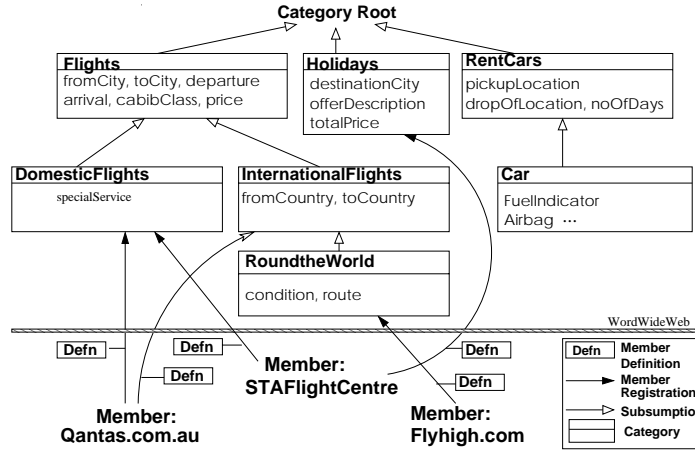 Category Root
Flights
fromCity, toCity, departure
arrival, cabibClass, price
Holidays
destinationCity
offerDescription
totalPrice
RentCars
pickupLocation
dropOfLocation, noOfDays
DomesticFlights
specialService
InternationalFlights
fromCountry, toCountry
Car
FuelIndicator
Airbag ...
RoundtheWorld
condition, route
WordWideWeb
Defn
Defn
Defn
Defn
Defn
Member:
STAFlightCentre
Member:
Qantas.com.au
Member:
Flyhigh.com
Defn
Member
Definition
Member
Registration
Subsumptio
Category